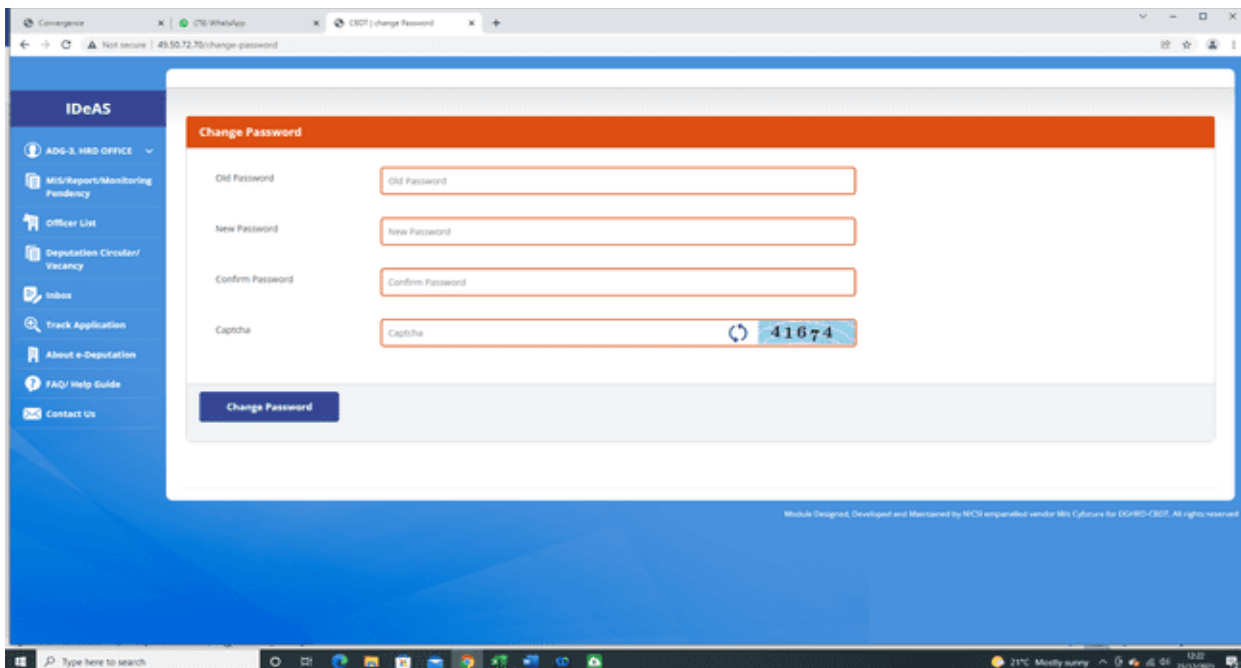 Convergence
WhatsApp
CBDT | change Password
Not secure
49.50.72.70/change-password
IDeAS
ADG-3, HRD OFFICE
MIS/Report/Monitoring
Pendency
Officer List
Deputation Circular/
Vacancy
Inbox
Track Application
About e-Deputation
FAQ/ Help Guide
Contact Us
Change Password
Old Password
Old Password
New Password
New Password
Confirm Password
Confirm Password
Captcha
Captcha
41674
Change Password
Module Designed, Developed and Maintained by NICSI empanelled vendor M/s Cyfuture for DGHRD-CBDT. All rights reserved
Type here to search
21°C Mostly sunny
12:22